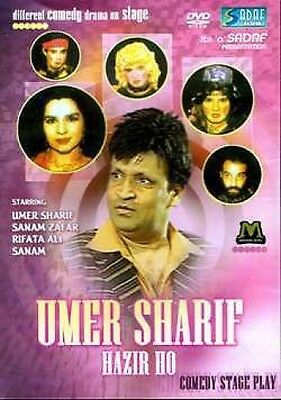 different comedy drama on stage
DVD
SADAF
its 'a SADAF
PRESENTATION
STARRING
UMER SHARIF
SANAM ZAFAR
RIFATA ALI
SANAM
M
UMER SHARIF
HAZIR HO
COMEDY STAGE PLAY